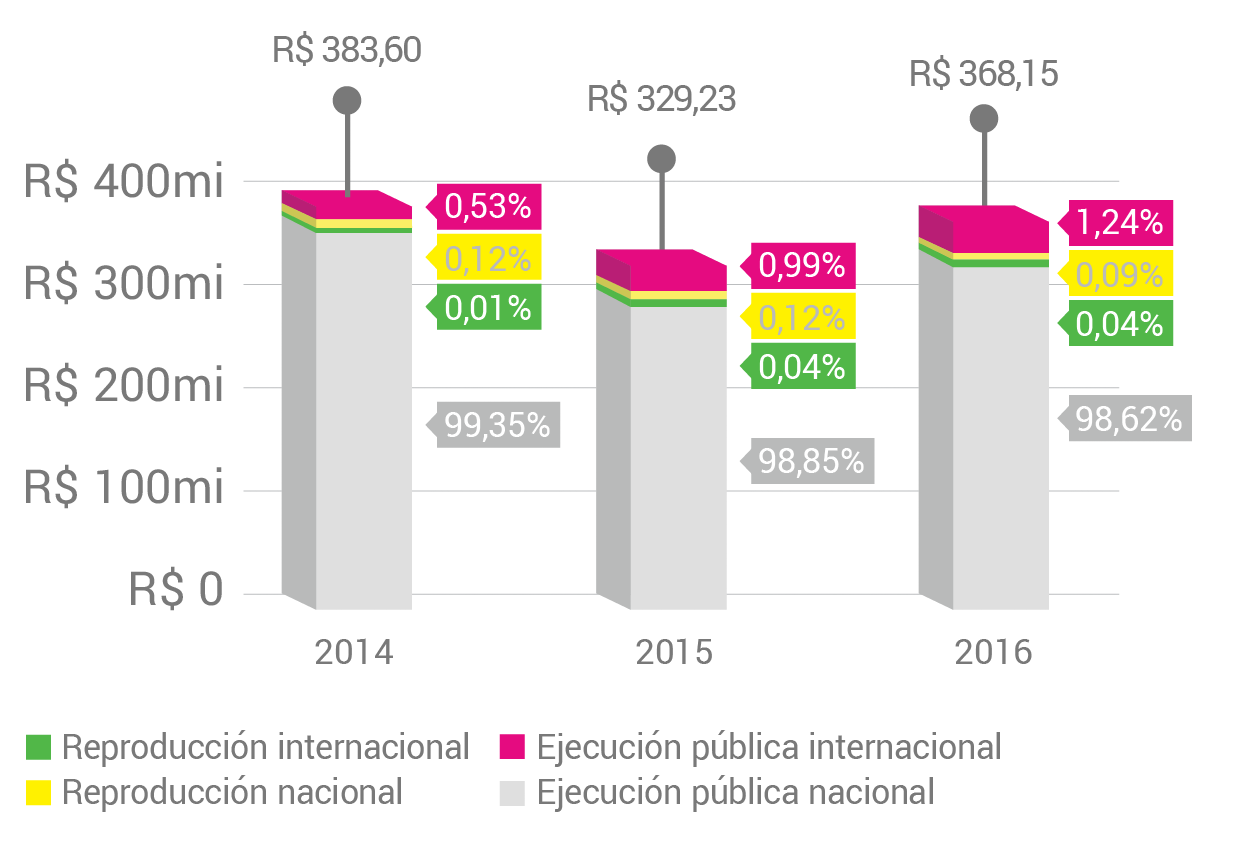 R$ 383,60
R$ 329,23
R$ 368,15
R$ 400mi
R$ 300mi
R$ 200mi
R$ 100mi
R$ 0
0,53%
0,12%
0,01%
99,35%
0,99%
0,12%
0,04%
98,85%
1,24%
0,09%
0,04%
98,62%
2014
2015
2016
Reproducción internacional
Ejecución pública internacional
Reproducción nacional
Ejecución pública nacional